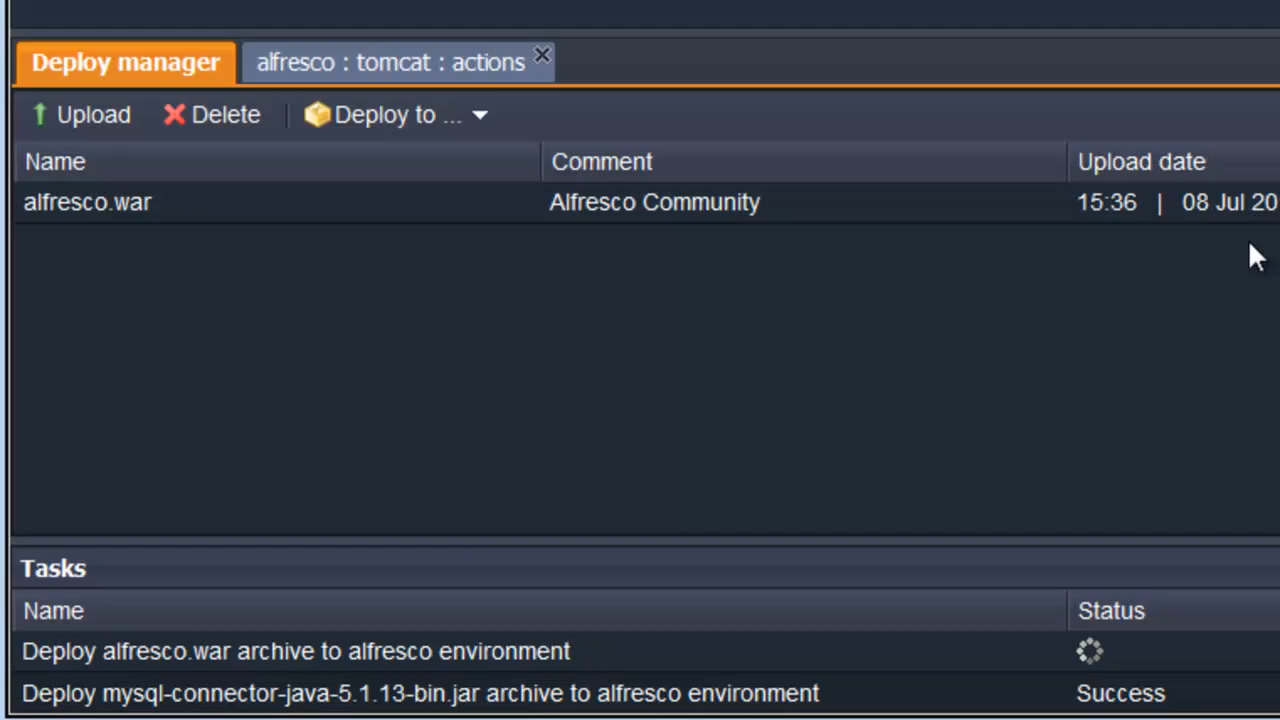 Deploy manager alfresco : tomcat : actions
Upload Delete Deploy to ...
Name Comment Upload date
alfresco.war Alfresco Community 15:36 | 08 Jul 20
Tasks
Name Status
Deploy alfresco.war archive to alfresco environment
Deploy mysql-connector-java-5.1.13-bin.jar archive to alfresco environment Success